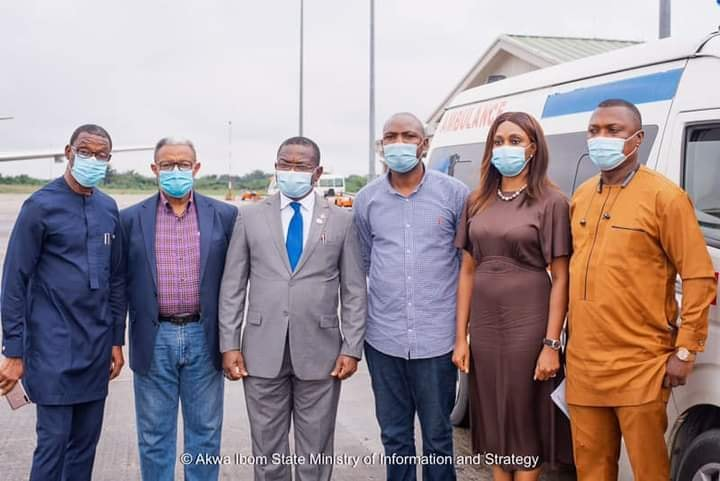 AMBULANCE
© Akwa Ibom State Ministry of Information and Strategy